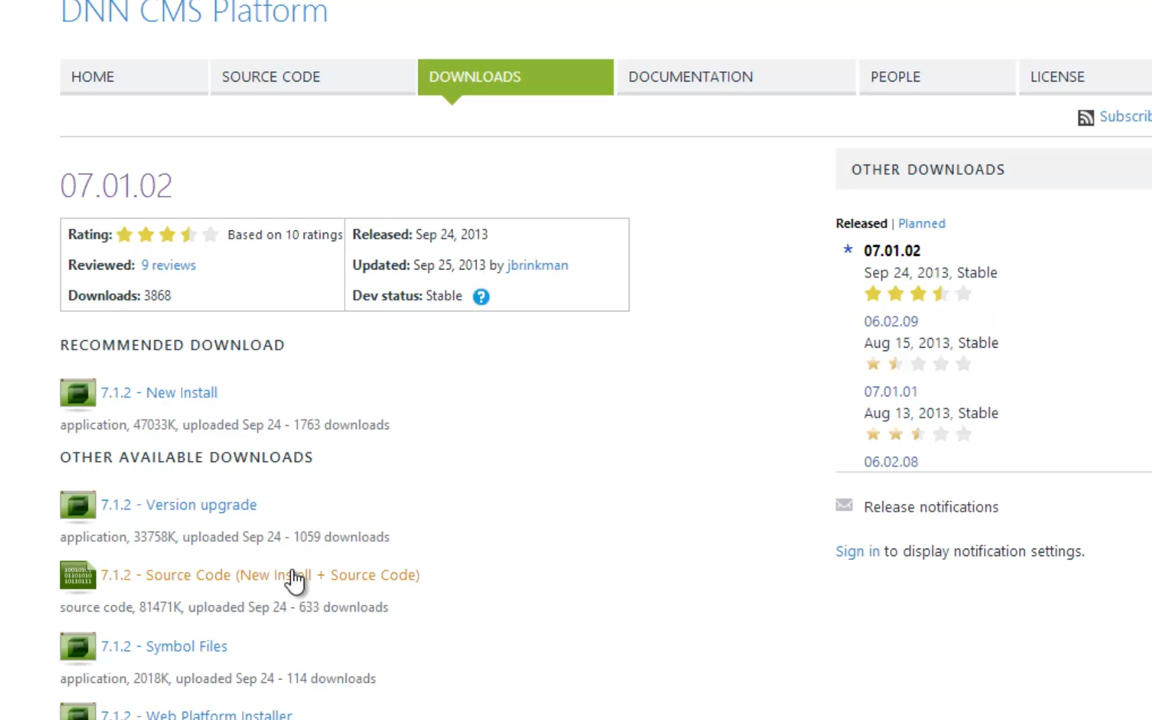 DNN CMS Platform
HOME
SOURCE CODE
DOWNLOADS
DOCUMENTATION
PEOPLE
LICENSE
07.01.02
Rating: Based on 10 ratings
Reviewed: 9 reviews
Downloads: 3868
Released: Sep 24, 2013
Updated: Sep 25, 2013 by jbrinkman
Dev status: Stable ?
RECOMMENDED DOWNLOAD
7.1.2 - New Install
application, 47033K, uploaded Sep 24 - 1763 downloads
OTHER AVAILABLE DOWNLOADS
7.1.2 - Version upgrade
application, 33758K, uploaded Sep 24 - 1059 downloads
7.1.2 - Source Code (New Install + Source Code)
source code, 81471K, uploaded Sep 24 - 633 downloads
7.1.2 - Symbol Files
application, 2018K, uploaded Sep 24 - 114 downloads
7.1.2 - Web Platform Installer
OTHER DOWNLOADS
Released | Planned
* 07.01.02
Sep 24, 2013, Stable
06.02.09
Aug 15, 2013, Stable
07.01.01
Aug 13, 2013, Stable
06.02.08
Release notifications
Sign in to display notification settings.